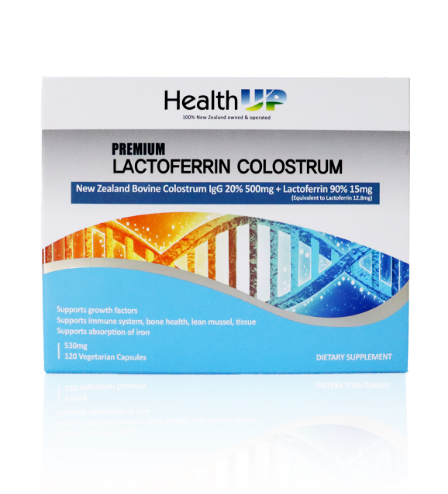 HealthUP
100% New Zealand owned & operated
PREMIUM
LACTOFERRIN COLOSTRUM
New Zealand Bovine Colostrum IgG 20% 500mg + Lactoferrin 90% 15mg
(Equivalent to Lactoferrin 12.8mg)
Supports growth factors
Supports immune system, bone health, lean mussel, tissue
Supports absorption of iron
530mg
120 Vegetarian Capsules
DIETARY SUPPLEMENT